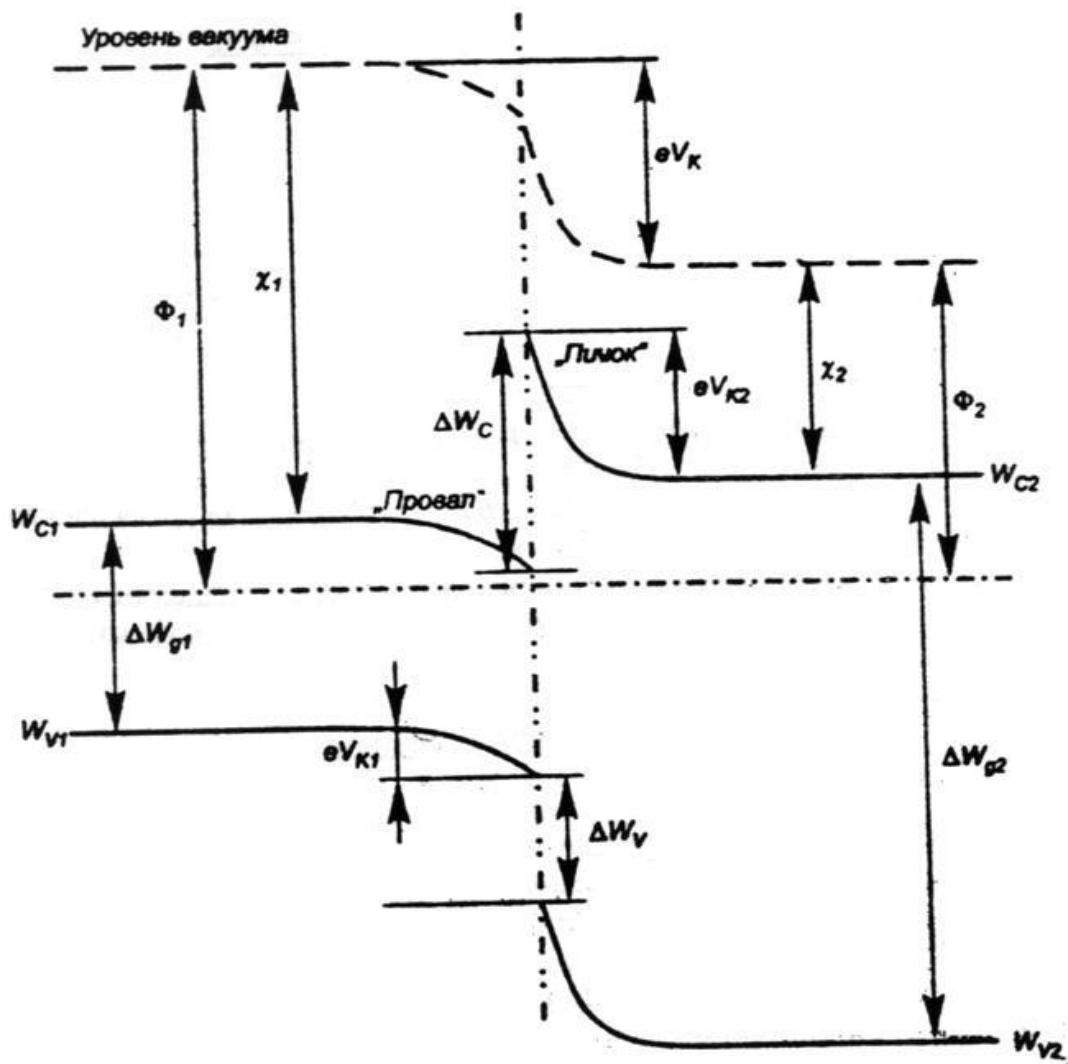 Уровень вакуума
eV_K
χ_1
Φ_1
„Пичок“
eV_K2
χ_2
Φ_2
ΔW_C
„Провал“
W_C1
W_C2
ΔW_g1
W_V1
eV_K1
ΔW_V
ΔW_g2
W_V2